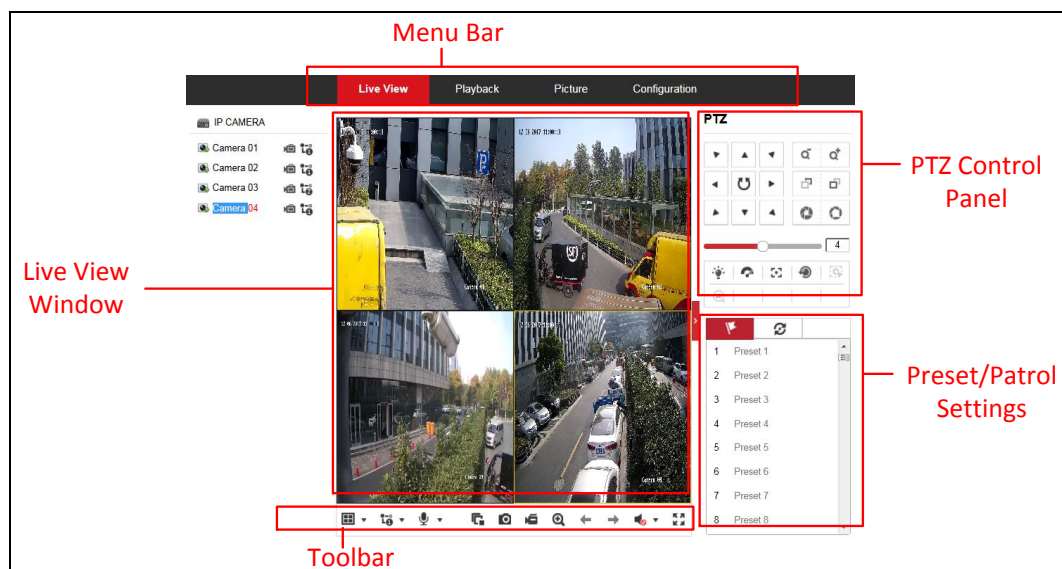 Menu Bar
Live View
Playback
Picture
Configuration
IP CAMERA
Camera 01
Camera 02
Camera 03
Camera 04
PTZ
4
PTZ Control
Panel
Live View
Window
SF
1 Preset 1
2 Preset 2
3 Preset 3
4 Preset 4
5 Preset 5
6 Preset 6
7 Preset 7
8 Preset 8
Preset/Patrol
Settings
Toolbar